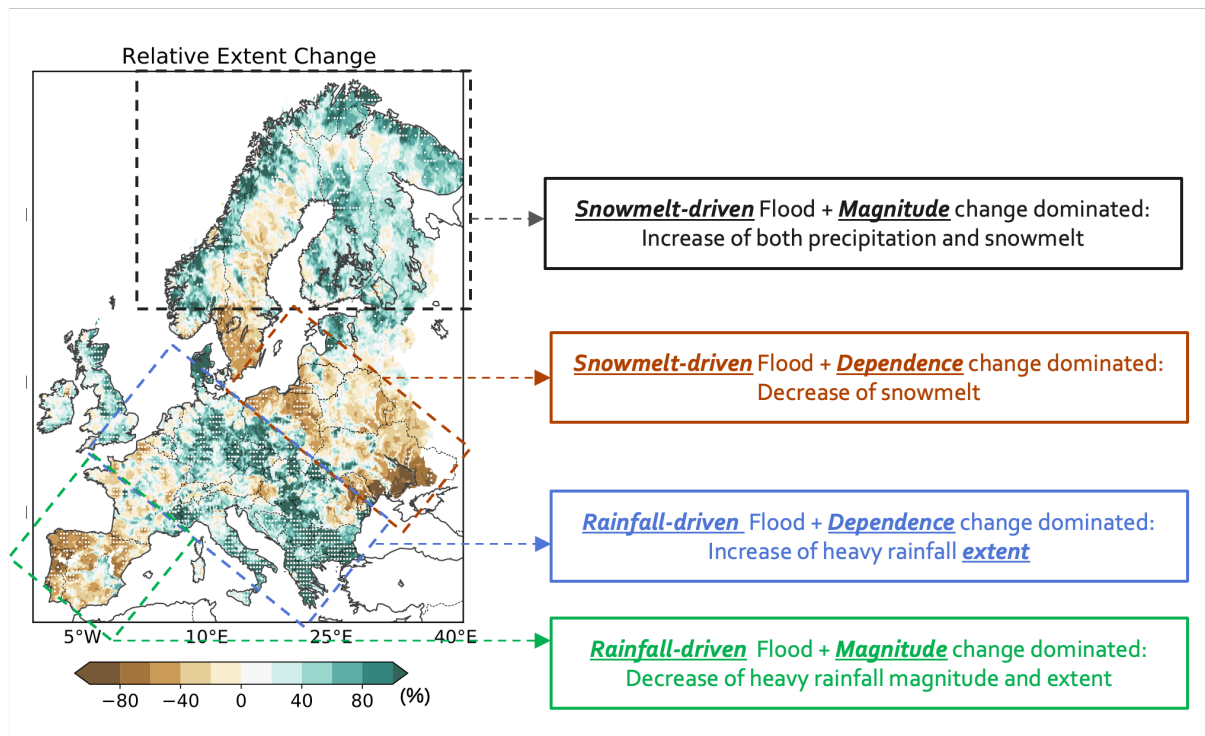 Relative Extent Change
Snowmelt-driven Flood + Magnitude change dominated:
Increase of both precipitation and snowmelt
Snowmelt-driven Flood + Dependence change dominated:
Decrease of snowmelt
Rainfall-driven Flood + Dependence change dominated:
Increase of heavy rainfall extent
Rainfall-driven Flood + Magnitude change dominated:
Decrease of heavy rainfall magnitude and extent
5°W 10°E 25°E 40°E
−80 −40 0 40 80 (%)